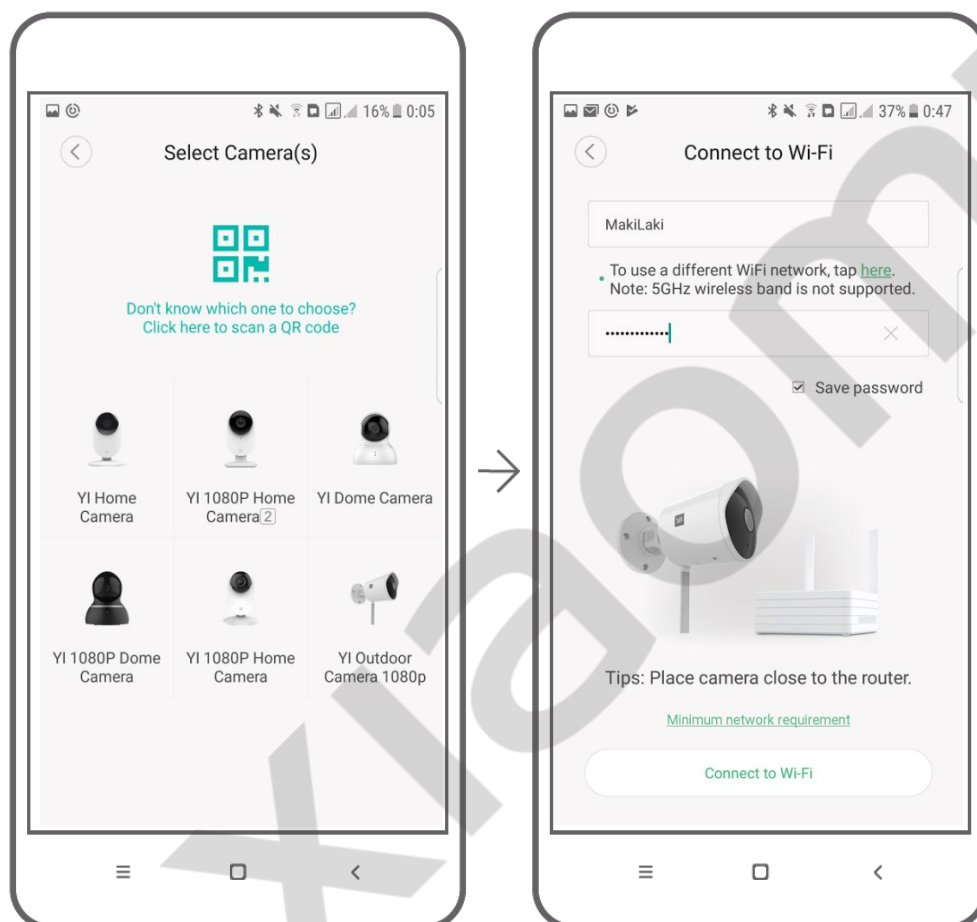 16% 0:05
Select Camera(s)
Don't know which one to choose?
Click here to scan a QR code
YI Home
Camera
YI 1080P Home
Camera 2
YI Dome Camera
YI 1080P Dome
Camera
YI 1080P Home
Camera
YI Outdoor
Camera 1080p
37% 0:47
Connect to Wi-Fi
MakiLaki
To use a different WiFi network, tap here.
Note: 5GHz wireless band is not supported.
•••••••••••••
Save password
Tips: Place camera close to the router.
Minimum network requirement
Connect to Wi-Fi
xiaom